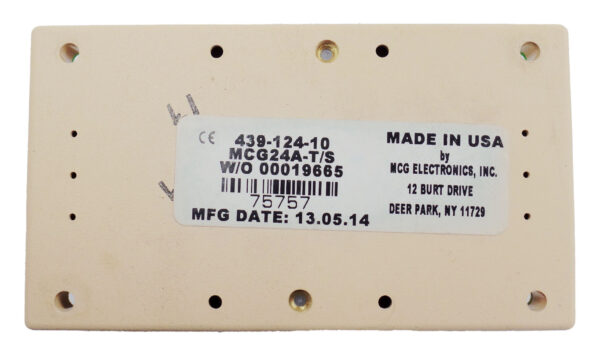 CE 439-124-10
MCG24A-T/S
W/O 00019665
75757
MFG DATE: 13.05.14
MADE IN USA
by
MCG ELECTRONICS, INC.
12 BURT DRIVE
DEER PARK, NY 11729